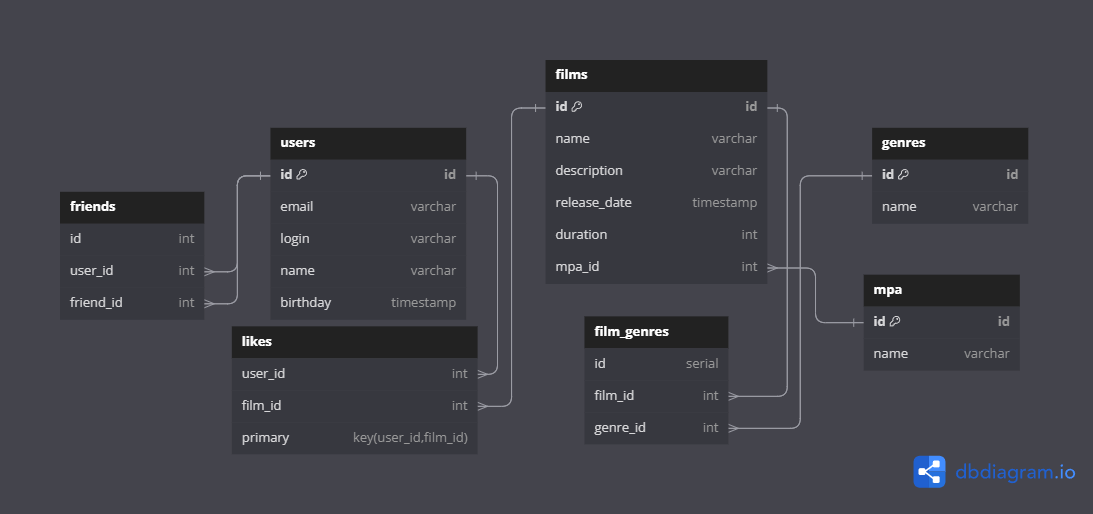 friends
id int
user_id int
friend_id int
users
id id
email varchar
login varchar
name varchar
birthday timestamp
likes
user_id int
film_id int
primary key(user_id,film_id)
films
id id
name varchar
description varchar
release_date timestamp
duration int
mpa_id int
film_genres
id serial
film_id int
genre_id int
genres
id id
name varchar
mpa
id id
name varchar
dbdiagram.io